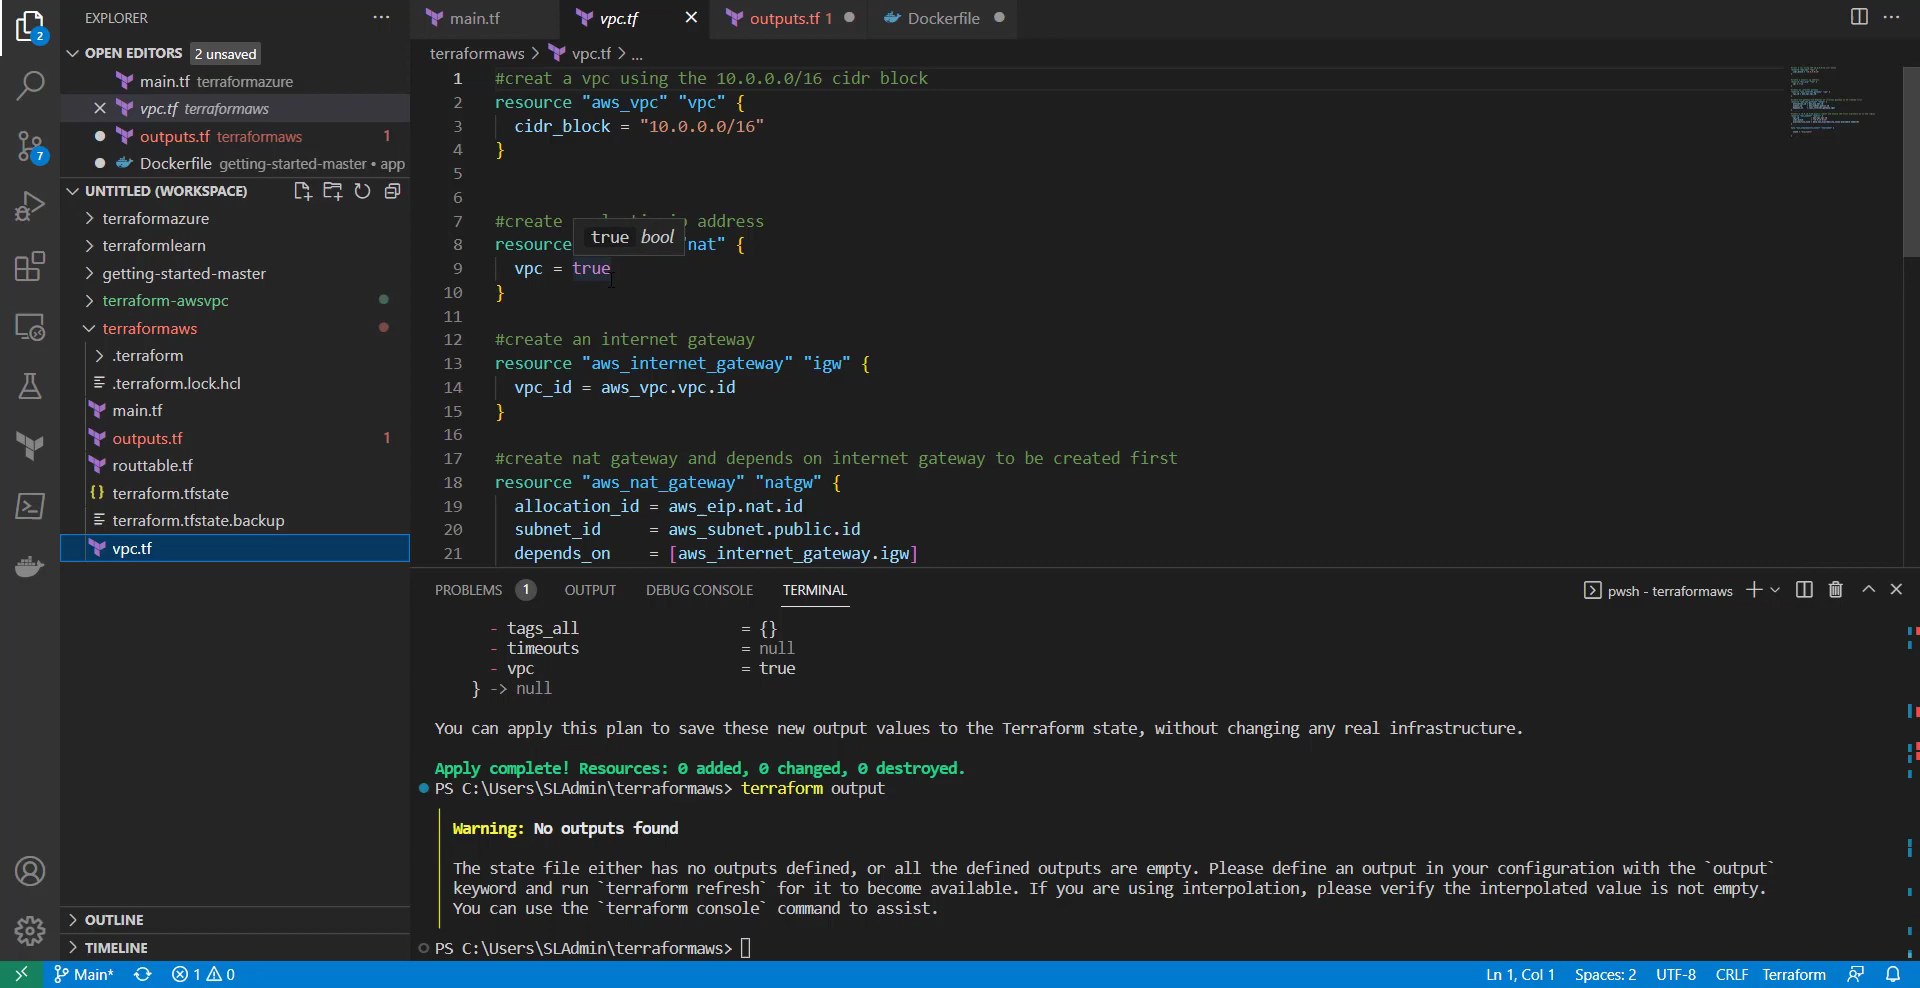 EXPLORER
OPEN EDITORS 2 unsaved
main.tf terraformazure
vpc.tf terraformaws
outputs.tf terraformaws 1
Dockerfile getting-started-master • app
UNTITLED (WORKSPACE)
terraformazure
terraformlearn
getting-started-master
terraform-awsvpc
terraformaws
.terraform
.terraform.lock.hcl
main.tf
outputs.tf 1
routtable.tf
terraform.tfstate
terraform.tfstate.backup
vpc.tf
OUTLINE
TIMELINE
2
7
main.tf
vpc.tf
outputs.tf 1
Dockerfile
terraformaws > vpc.tf > ...
1 #creat a vpc using the 10.0.0.0/16 cidr block
2 resource "aws_vpc" "vpc" {
3 cidr_block = "10.0.0.0/16"
4 }
5
6
7 #create address
true bool
8 resource "nat" {
9 vpc = true
10 }
11
12 #create an internet gateway
13 resource "aws_internet_gateway" "igw" {
14 vpc_id = aws_vpc.vpc.id
15 }
16
17 #create nat gateway and depends on internet gateway to be created first
18 resource "aws_nat_gateway" "natgw" {
19 allocation_id = aws_eip.nat.id
20 subnet_id = aws_subnet.public.id
21 depends_on = [aws_internet_gateway.igw]
PROBLEMS 1 OUTPUT DEBUG CONSOLE TERMINAL
pwsh - terraformaws
- tags_all = {}
- timeouts = null
- vpc = true
} -> null
You can apply this plan to save these new output values to the Terraform state, without changing any real infrastructure.
Apply complete! Resources: 0 added, 0 changed, 0 destroyed.
PS C:\Users\SLAdmin\terraformaws> terraform output
Warning: No outputs found
The state file either has no outputs defined, or all the defined outputs are empty. Please define an output in your configuration with the `output`
keyword and run `terraform refresh` for it to become available. If you are using interpolation, please verify the interpolated value is not empty.
You can use the `terraform console` command to assist.
PS C:\Users\SLAdmin\terraformaws>
Main* 1 0
Ln 1, Col 1 Spaces: 2 UTF-8 CRLF Terraform